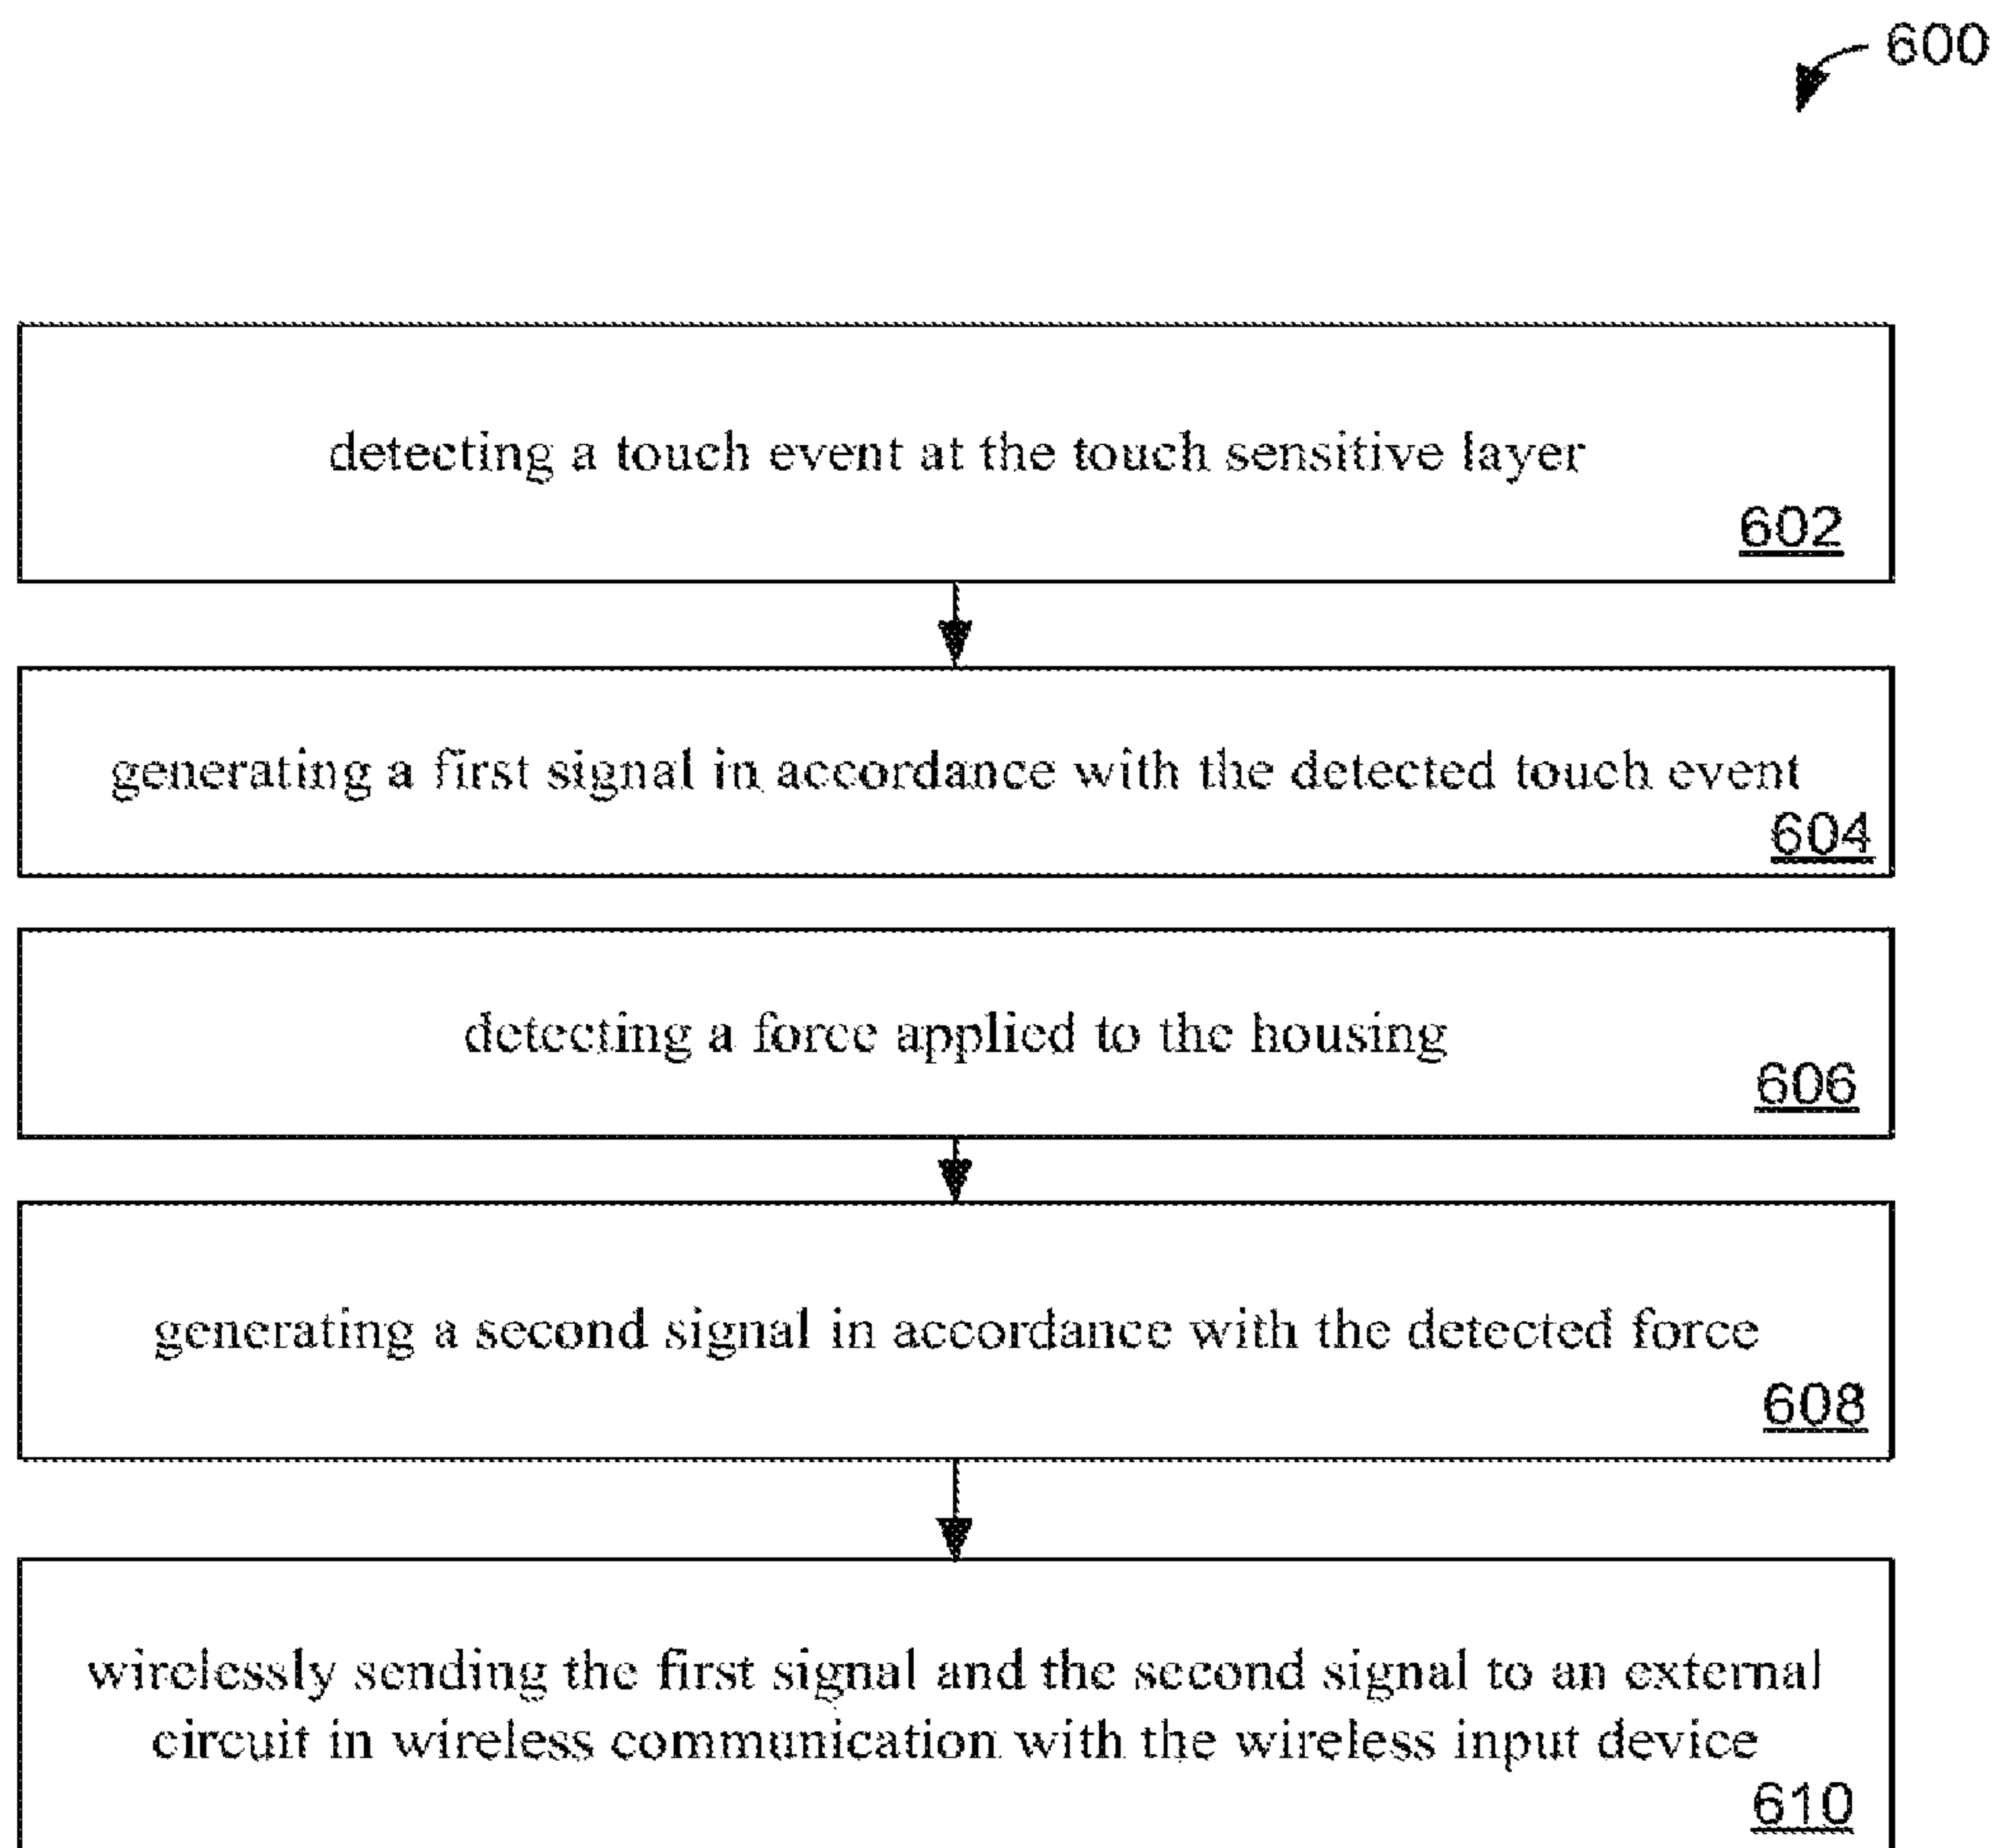 600
detecting a touch event at the touch sensitive layer
602
generating a first signal in accordance with the detected touch event
604
detecting a force applied to the housing
606
generating a second signal in accordance with the detected force
608
wirelessly sending the first signal and the second signal to an external
circuit in wireless communication with the wireless input device
610